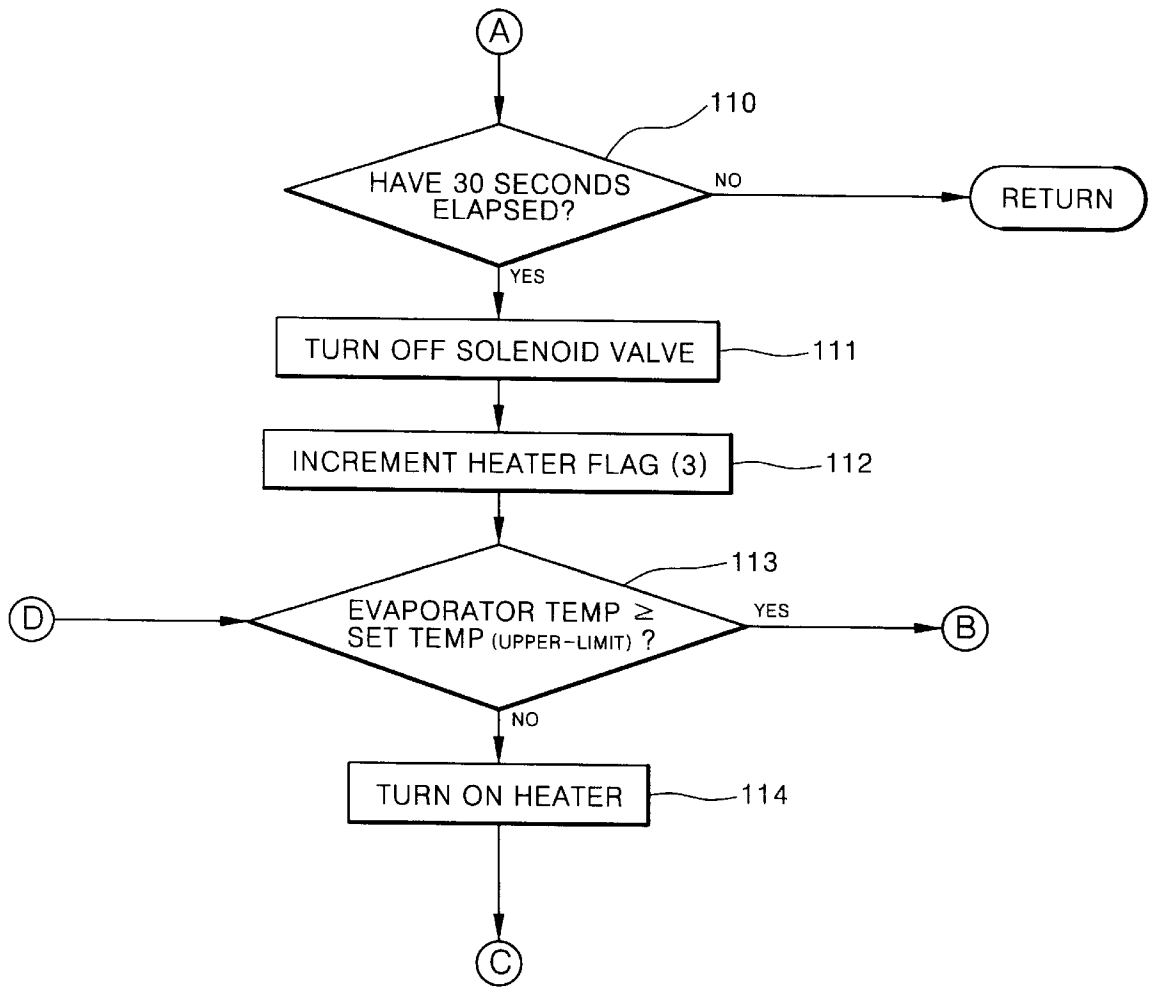 A
110
HAVE 30 SECONDS
ELAPSED?
NO
RETURN
YES
TURN OFF SOLENOID VALVE
111
INCREMENT HEATER FLAG (3)
112
113
D
EVAPORATOR TEMP ≥
SET TEMP (UPPER-LIMIT) ?
YES
B
NO
TURN ON HEATER
114
C